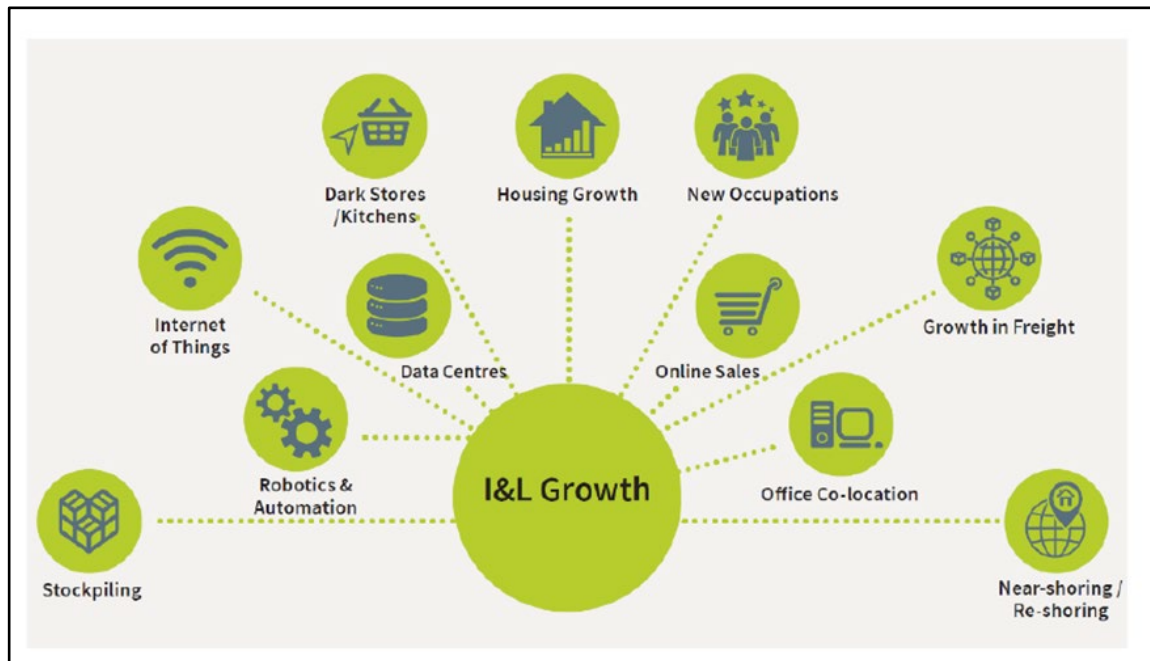 Dark Stores
/Kitchens
Housing Growth
New Occupations
Internet
of Things
Growth in Freight
Data Centres
Online Sales
Robotics &
Automation
I&L Growth
Office Co-location
Stockpiling
Near-shoring /
Re-shoring